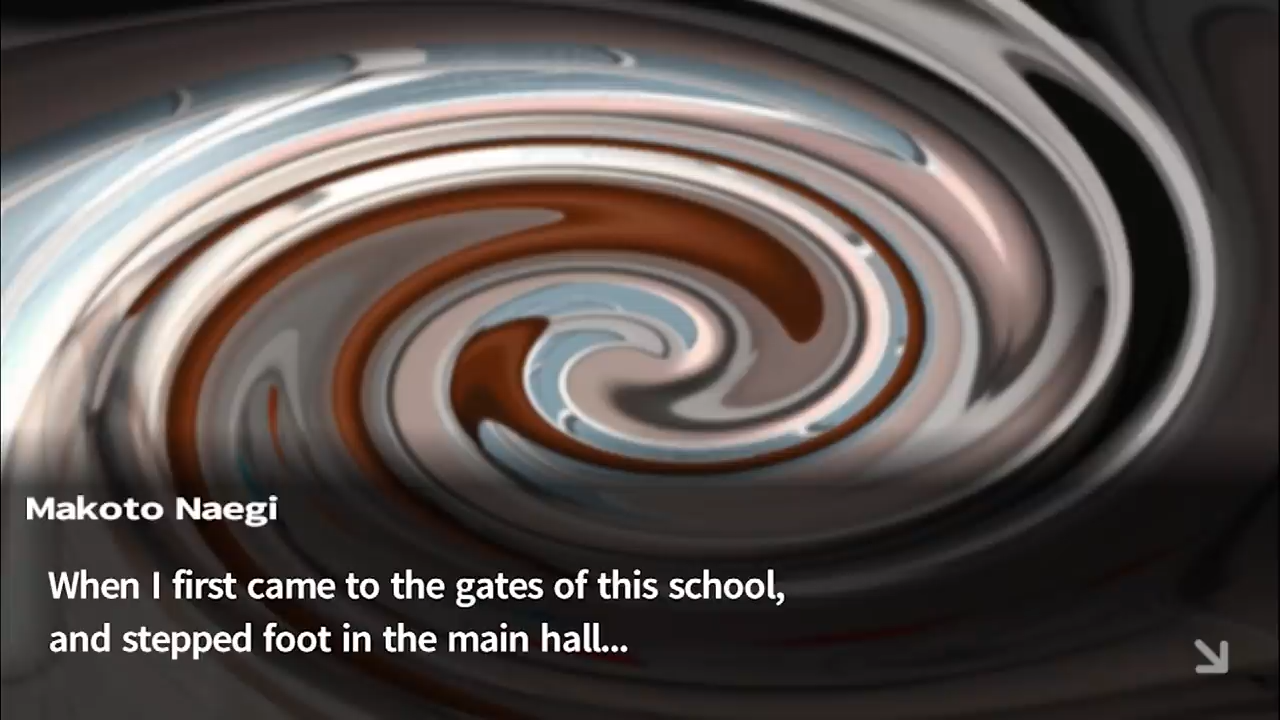 Makoto Naegi
When I first came to the gates of this school,
and stepped foot in the main hall...